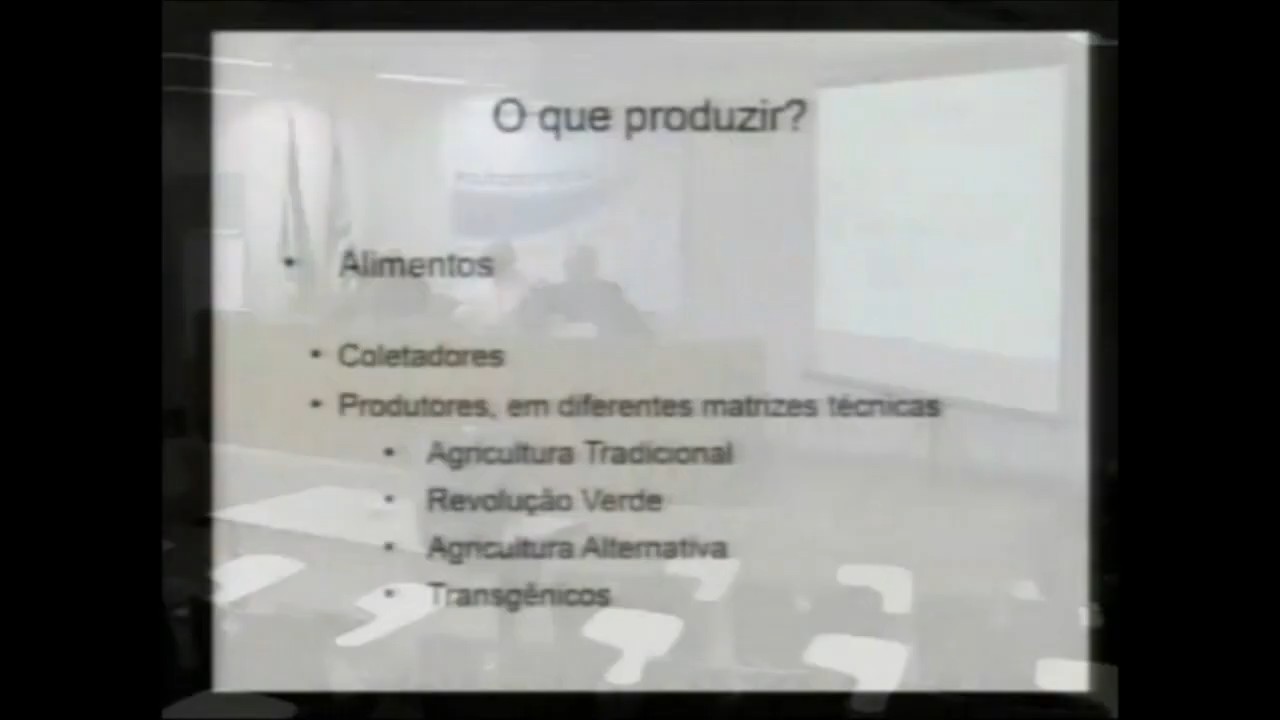 O que produzir?
• Alimentos
• Coletadores
• Produtores, em diferentes matrizes técnicas
• Agricultura Tradicional
• Revolução Verde
• Agricultura Alternativa
• Transgênicos